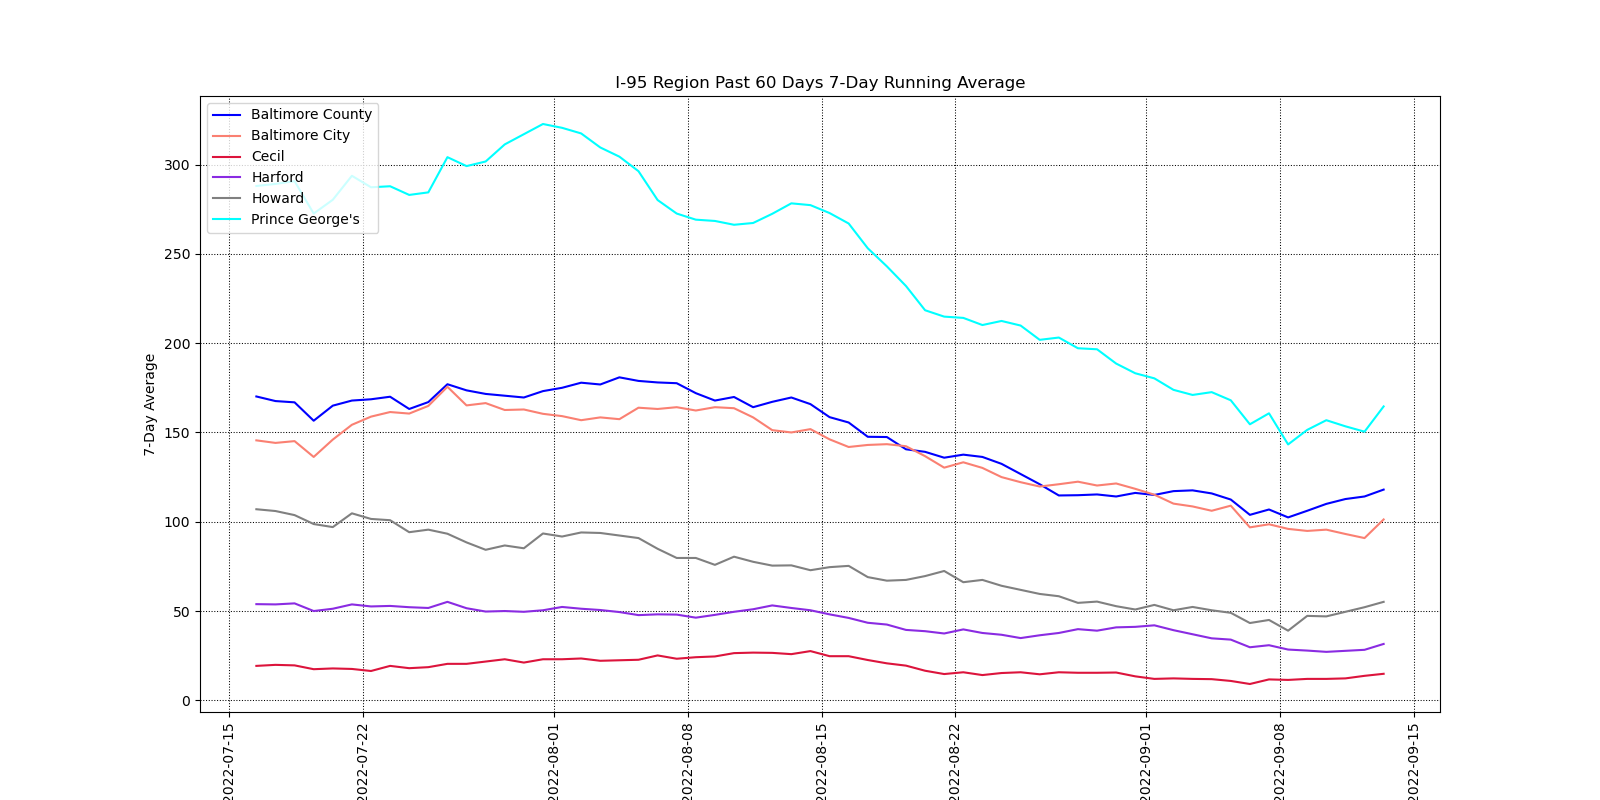 I-95 Region Past 60 Days 7-Day Running Average
Baltimore County
Baltimore City
Cecil
Harford
Howard
Prince George's
7-Day Average
300
250
200
150
100
50
0
2022-07-15
2022-07-22
2022-08-01
2022-08-08
2022-08-15
2022-08-22
2022-09-01
2022-09-08
2022-09-15